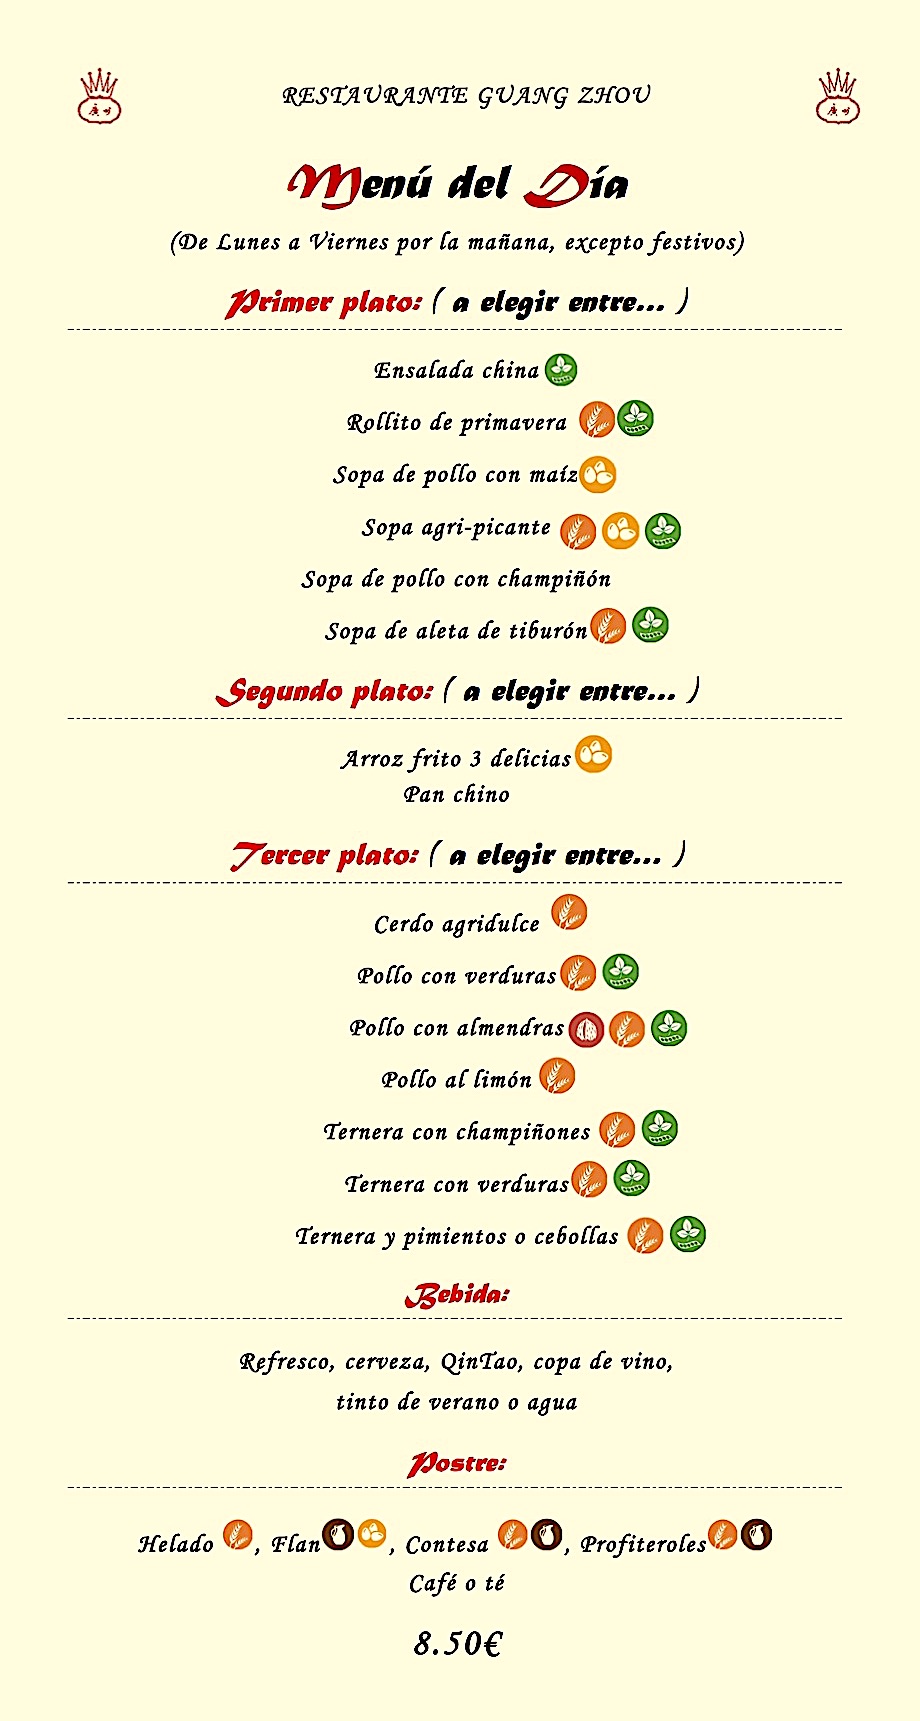 RESTAURANTE GUANG ZHOU
Menú del Día
(De Lunes a Viernes por la mañana, excepto festivos)
Primer plato: ( a elegir entre... )
Ensalada china
Rollito de primavera
Sopa de pollo con maíz
Sopa agri-picante
Sopa de pollo con champiñón
Sopa de aleta de tiburón
Segundo plato: ( a elegir entre... )
Arroz frito 3 delicias
Pan chino
Tercer plato: ( a elegir entre... )
Cerdo agridulce
Pollo con verduras
Pollo con almendras
Pollo al limón
Ternera con champiñones
Ternera con verduras
Ternera y pimientos o cebollas
Bebida:
Refresco, cerveza, QinTao, copa de vino,
tinto de verano o agua
Postre:
Helado , Flan , Contesa , Profiteroles
Café o té
8.50€